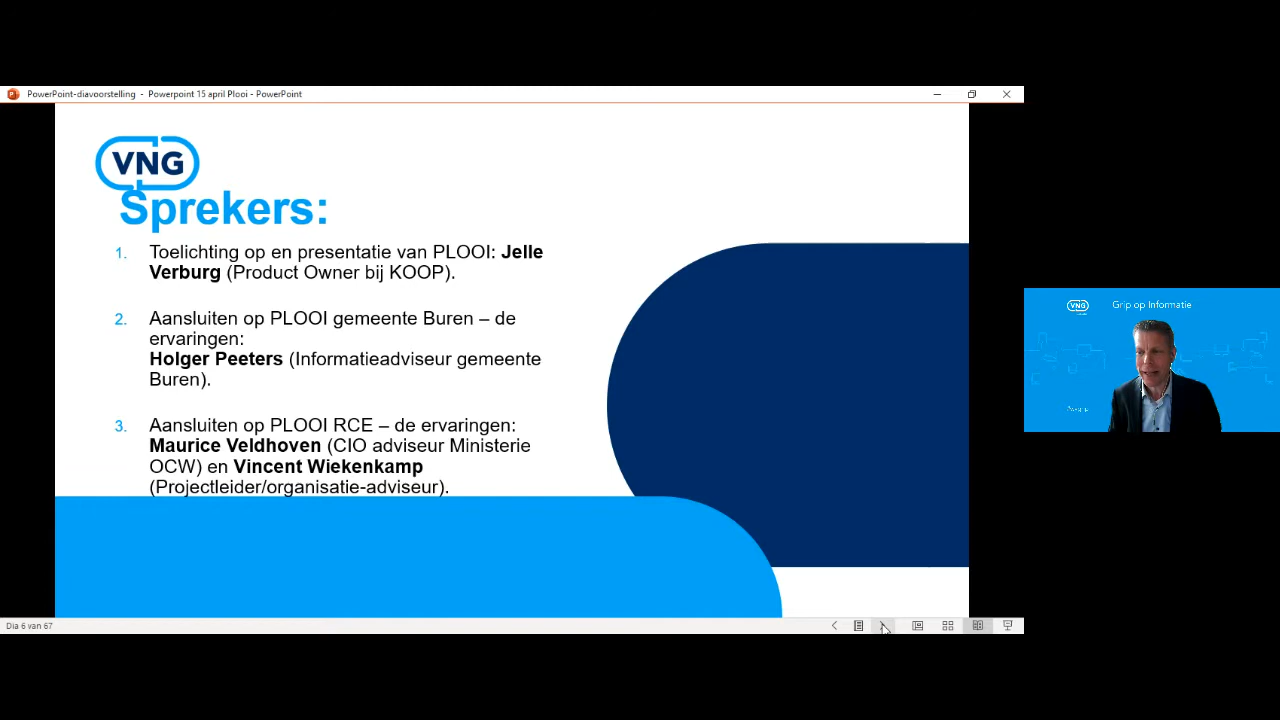 PowerPoint-diavoorstelling - Powerpoint 15 april Plooi - PowerPoint
VNG
Sprekers:
1. Toelichting op en presentatie van PLOOI: Jelle
Verburg (Product Owner bij KOOP).
2. Aansluiten op PLOOI gemeente Buren – de
ervaringen:
Holger Peeters (Informatieadviseur gemeente
Buren).
3. Aansluiten op PLOOI RCE – de ervaringen:
Maurice Veldhoven (CIO adviseur Ministerie
OCW) en Vincent Wiekenkamp
(Projectleider/organisatie-adviseur).
VNG
Grip op Informatie
Dia 6 van 67